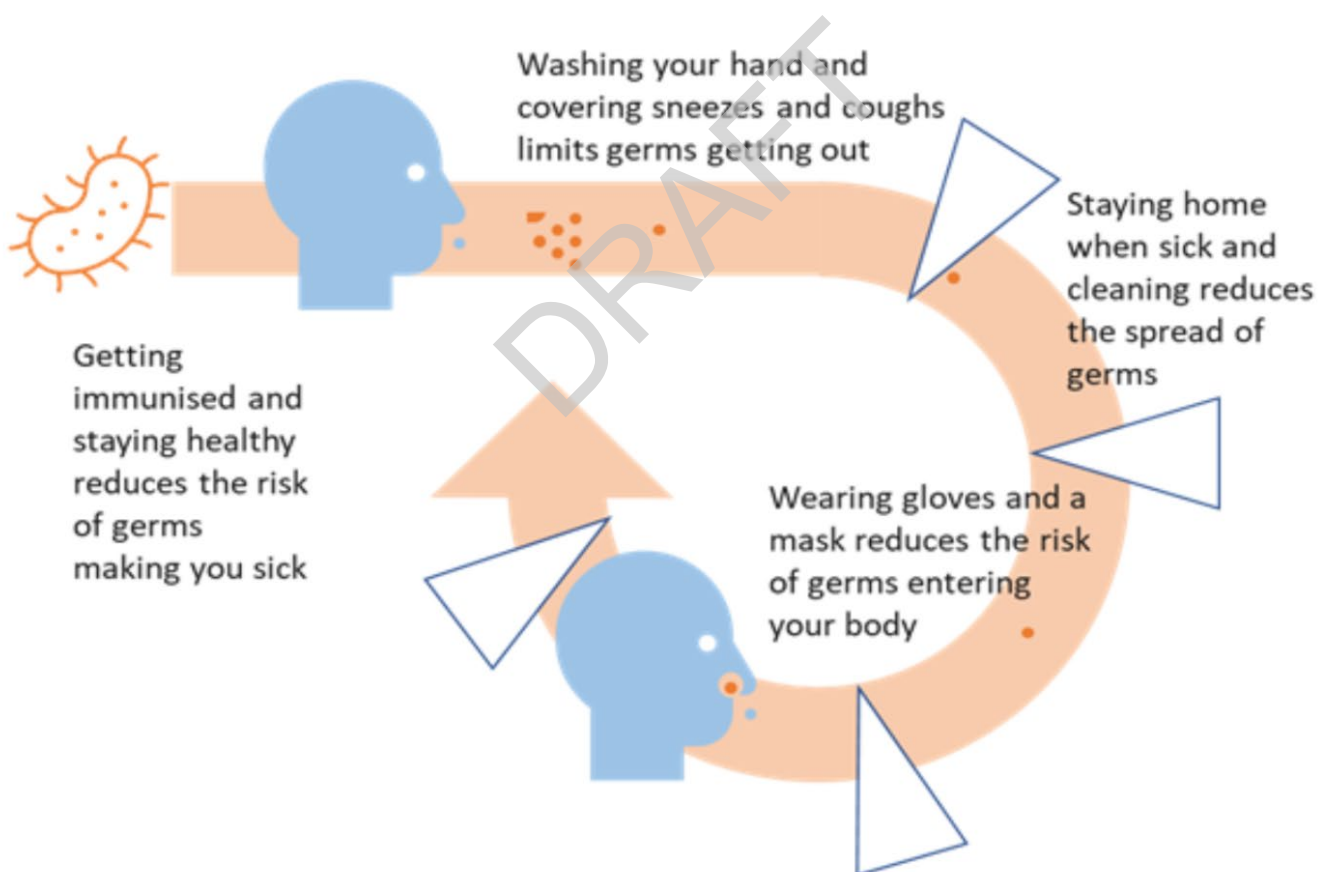 Washing your hand and
covering sneezes and coughs
limits germs getting out
Staying home
when sick and
cleaning reduces
the spread of
germs
Getting
immunised and
staying healthy
reduces the risk
of germs
making you sick
Wearing gloves and a
mask reduces the risk
of germs entering
your body
DRAFT